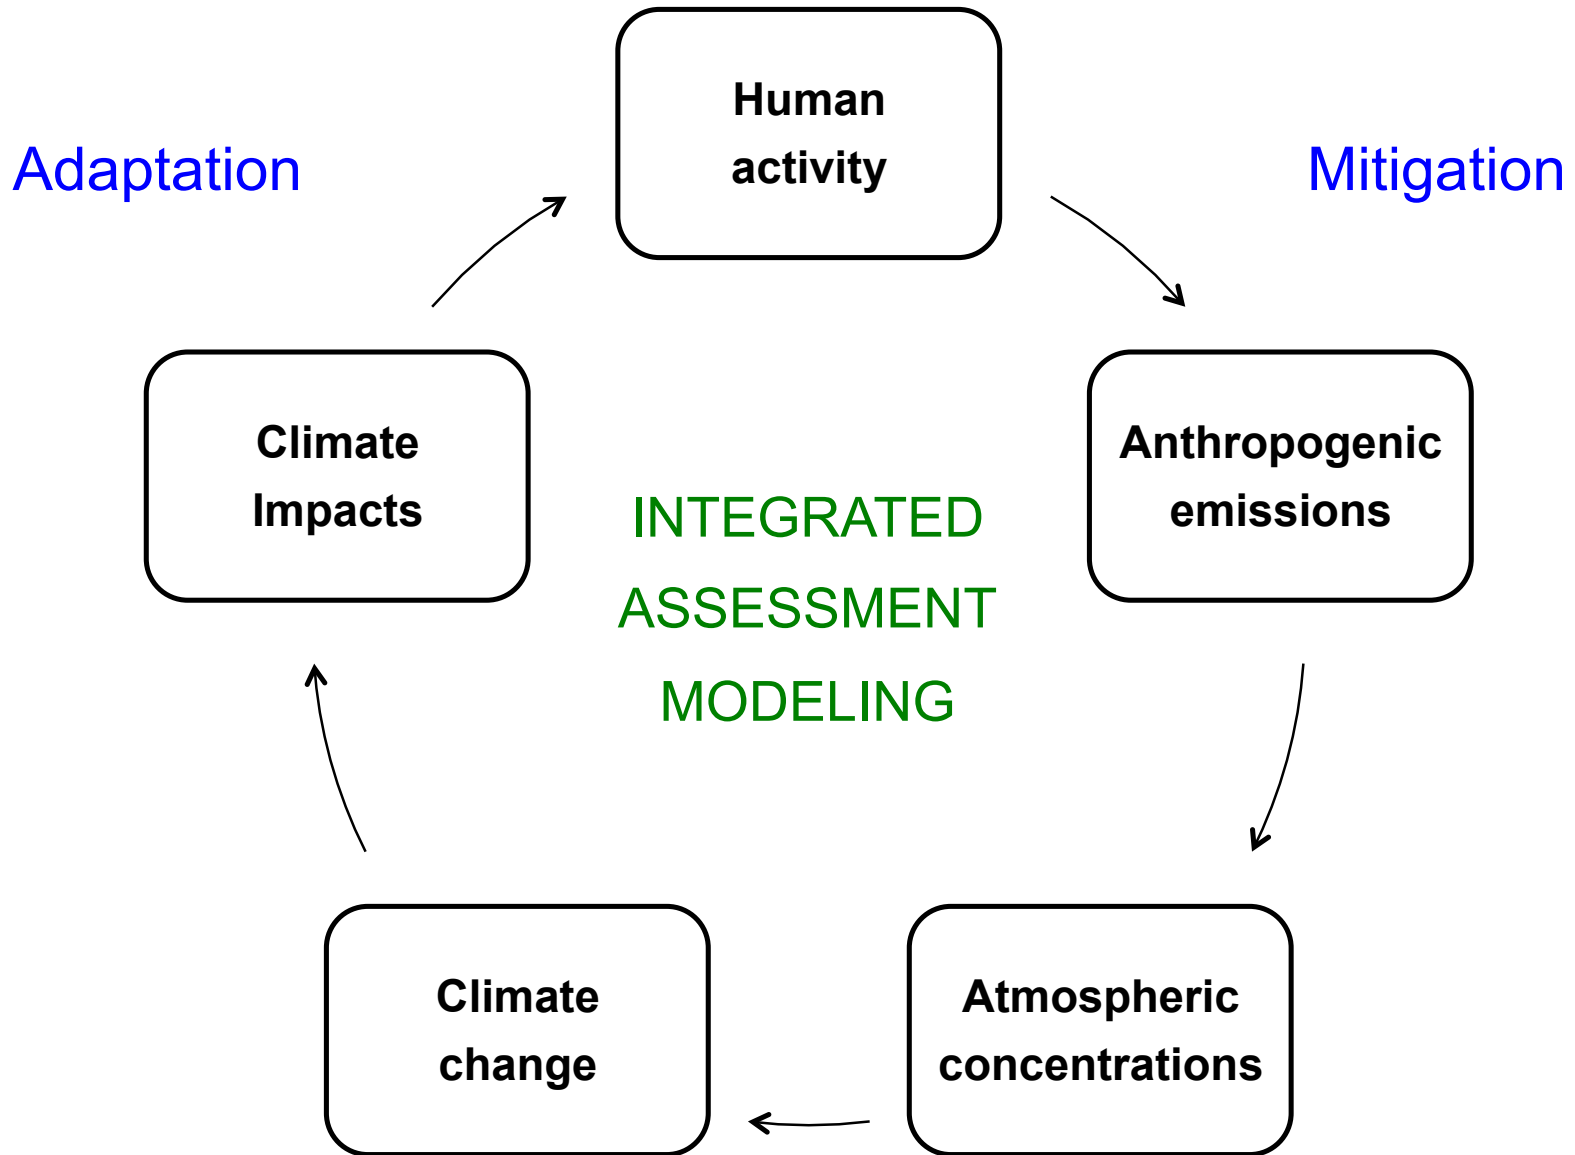 Human
activity
Adaptation
Mitigation
Climate
Impacts
Anthropogenic
emissions
INTEGRATED
ASSESSMENT
MODELING
Climate
change
Atmospheric
concentrations